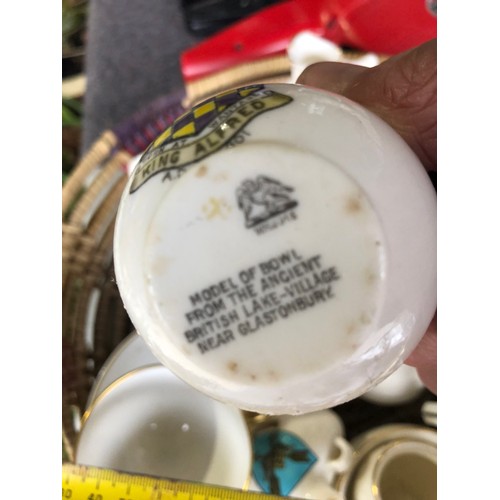 KING ALFRED
MODEL OF BOWL
FROM THE ANCIENT
BRITISH LAKE-VILLAGE
NEAR GLASTONBURY.